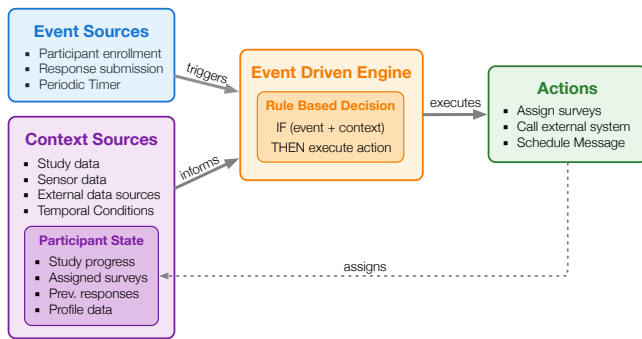 Event Sources
▪ Participant enrollment
▪ Response submission
▪ Periodic Timer
triggers
Context Sources
▪ Study data
▪ Sensor data
▪ External data sources
▪ Temporal Conditions
Participant State
▪ Study progress
▪ Assigned surveys
▪ Prev. responses
▪ Profile data
informs
Event Driven Engine
Rule Based Decision
IF (event + context)
THEN execute action
executes
Actions
▪ Assign surveys
▪ Call external system
▪ Schedule Message
assigns